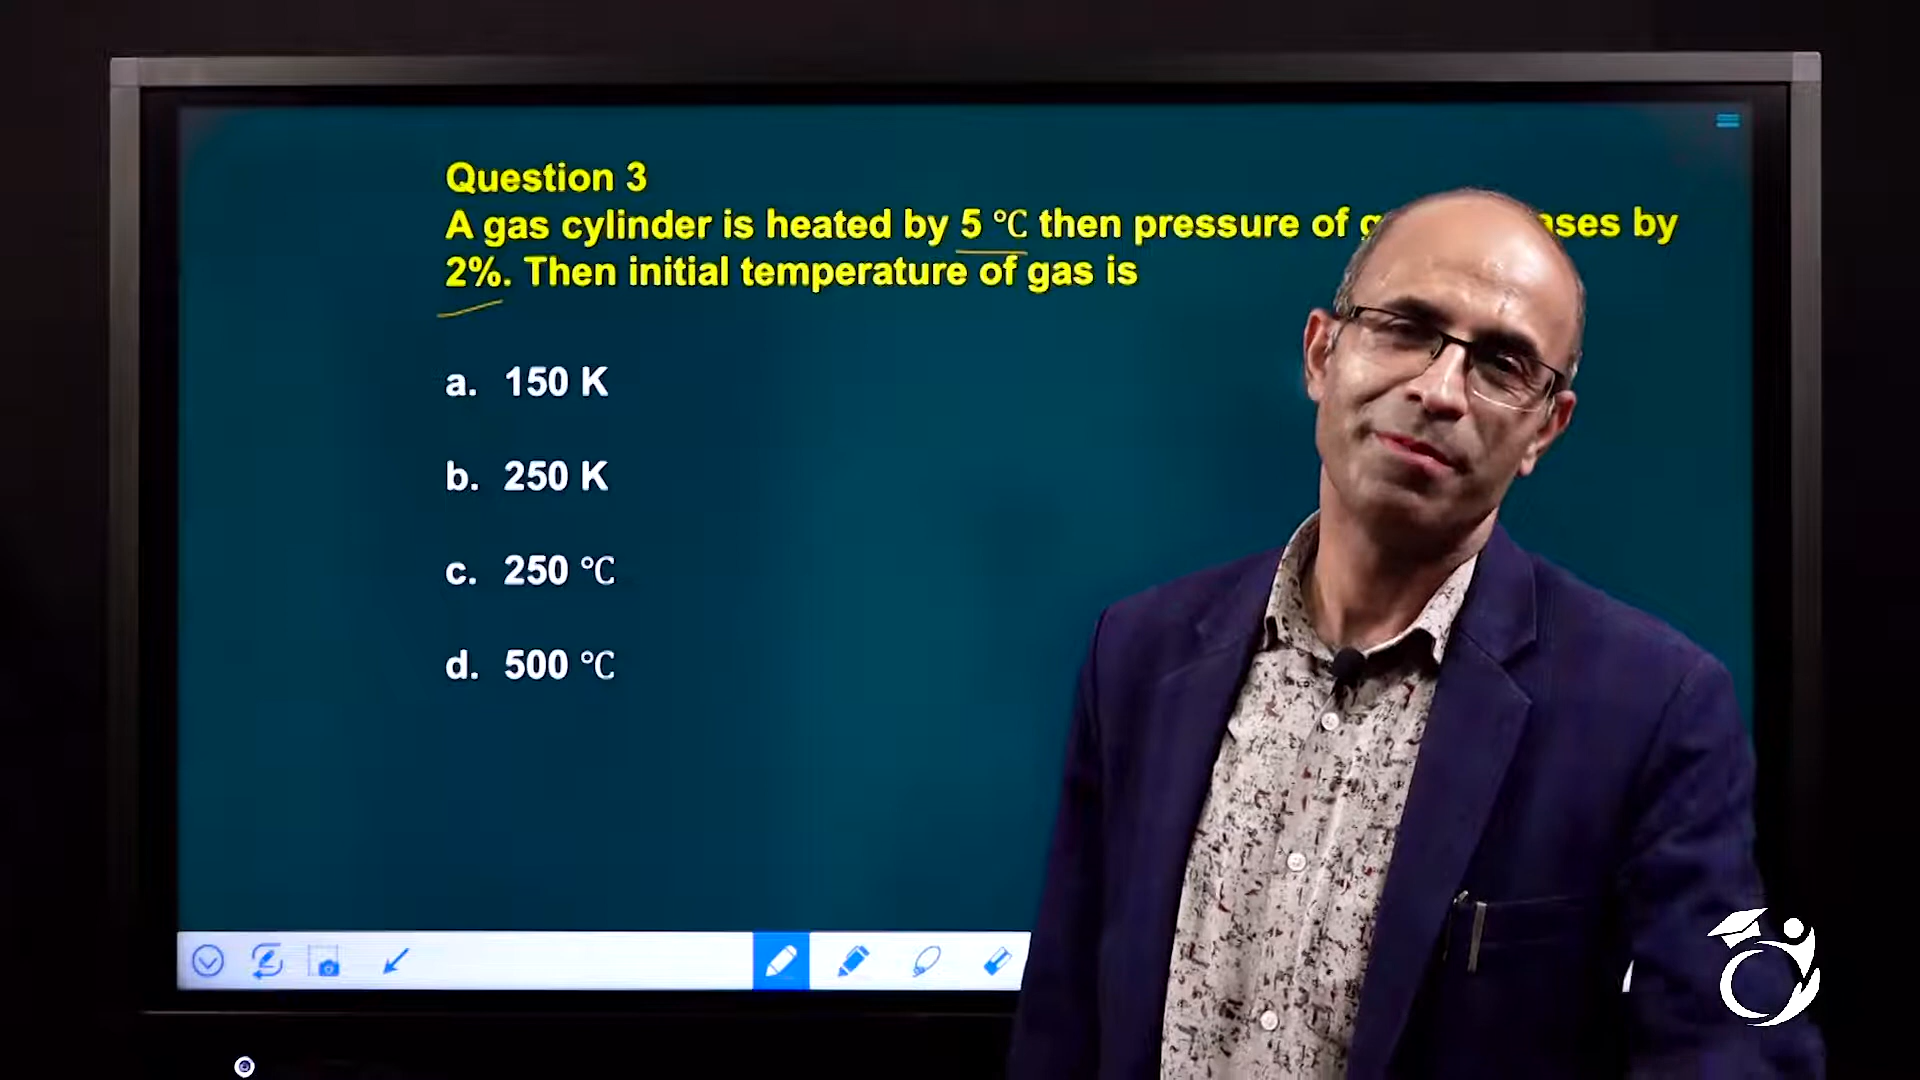 Question 3
A gas cylinder is heated by 5 ℃ then pressure of by
2%. Then initial temperature of gas is
a. 150 K
b. 250 K
c. 250 ℃
d. 500 ℃